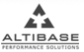 ALTIBASE
PERFORMANCE SOLUTIONS